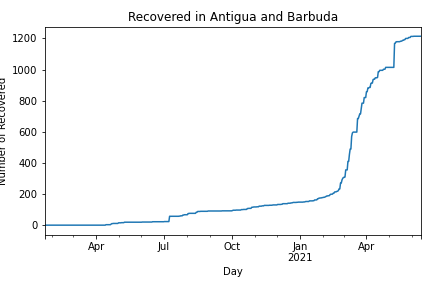 Recovered in Antigua and Barbuda
1200
1000
800
600
400
200
0
Number of Recovered
Apr
Jul
Oct
Jan
2021
Apr
Day